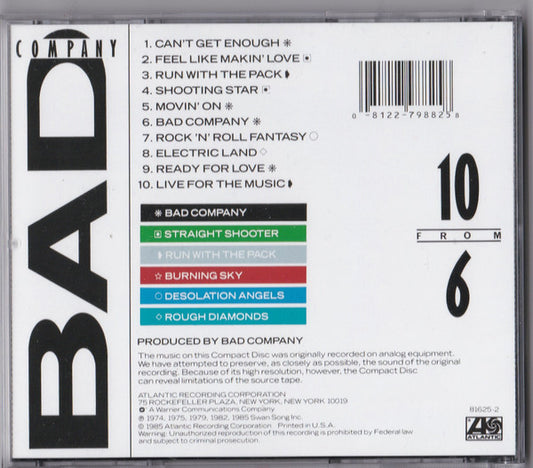 BAD
COMPANY
1. CAN'T GET ENOUGH ✳
2. FEEL LIKE MAKIN' LOVE ▣
3. RUN WITH THE PACK ◗
4. SHOOTING STAR ▣
5. MOVIN' ON ✳
6. BAD COMPANY ✳
7. ROCK 'N' ROLL FANTASY ○
8. ELECTRIC LAND ◇
9. READY FOR LOVE ✳
10. LIVE FOR THE MUSIC ◗
✳ BAD COMPANY
▣ STRAIGHT SHOOTER
◗ RUN WITH THE PACK
☆ BURNING SKY
○ DESOLATION ANGELS
◇ ROUGH DIAMONDS
0 8122-79882 5 8
10
FROM
6
PRODUCED BY BAD COMPANY
The music on this Compact Disc was originally recorded on analog equipment.
We have attempted to preserve, as closely as possible, the sound of the original
recording. Because of its high resolution, however, the Compact Disc
can reveal limitations of the source tape.
ATLANTIC RECORDING CORPORATION
75 ROCKEFELLER PLAZA, NEW YORK, NEW YORK 10019
A Warner Communications Company
℗ 1974, 1975, 1979, 1982, 1985 Swan Song Inc.
© 1985 Atlantic Recording Corporation Printed in U.S.A.
Warning: Unauthorized reproduction of this recording is prohibited by Federal law
and subject to criminal prosecution.
81625-2
ATLANTIC